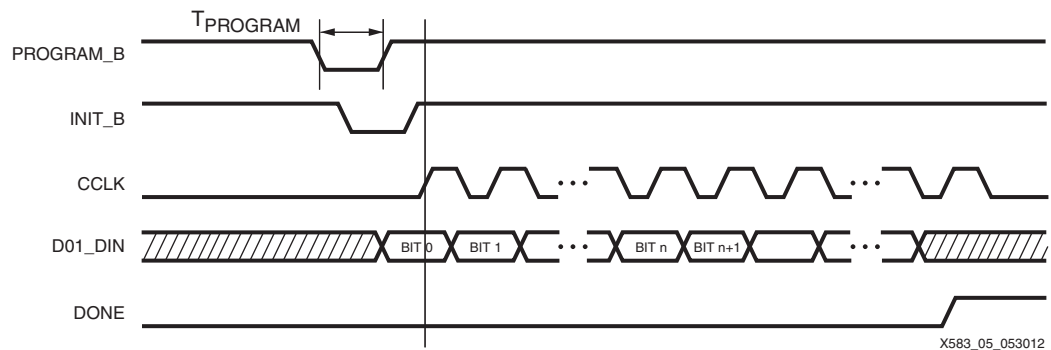 TPROGRAM
PROGRAM_B
INIT_B
CCLK
D01_DIN
BIT 0
BIT 1
BIT n
BIT n+1
DONE
X583_05_053012